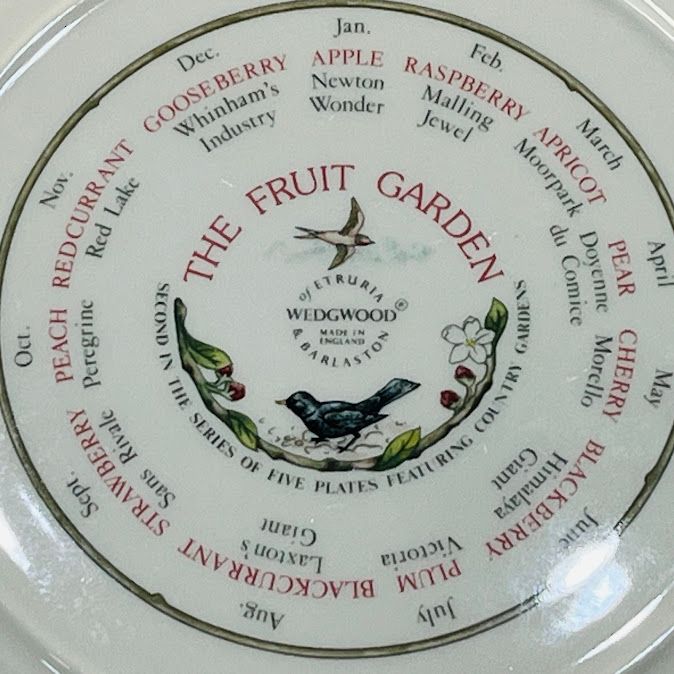 Jan.
APPLE
Newton
Wonder
Feb.
RASPBERRY
Malling
Jewel
March
APRICOT
Moorpark
April
PEAR
Doyenne
du Comice
May
CHERRY
Morello
June
BLACKBERRY
Himalaya
Giant
July
PLUM
Victoria
Aug.
BLACKCURRANT
Laxton's
Giant
Sept.
STRAWBERRY
Sans Rivale
Oct.
PEACH
Peregrine
Nov.
REDCURRANT
Red Lake
Dec.
GOOSEBERRY
Whinham's
Industry
THE FRUIT GARDEN
of ETRURIA
WEDGWOOD®
MADE IN
ENGLAND
& BARLASTON
SECOND IN THE SERIES OF FIVE PLATES FEATURING COUNTRY GARDENS